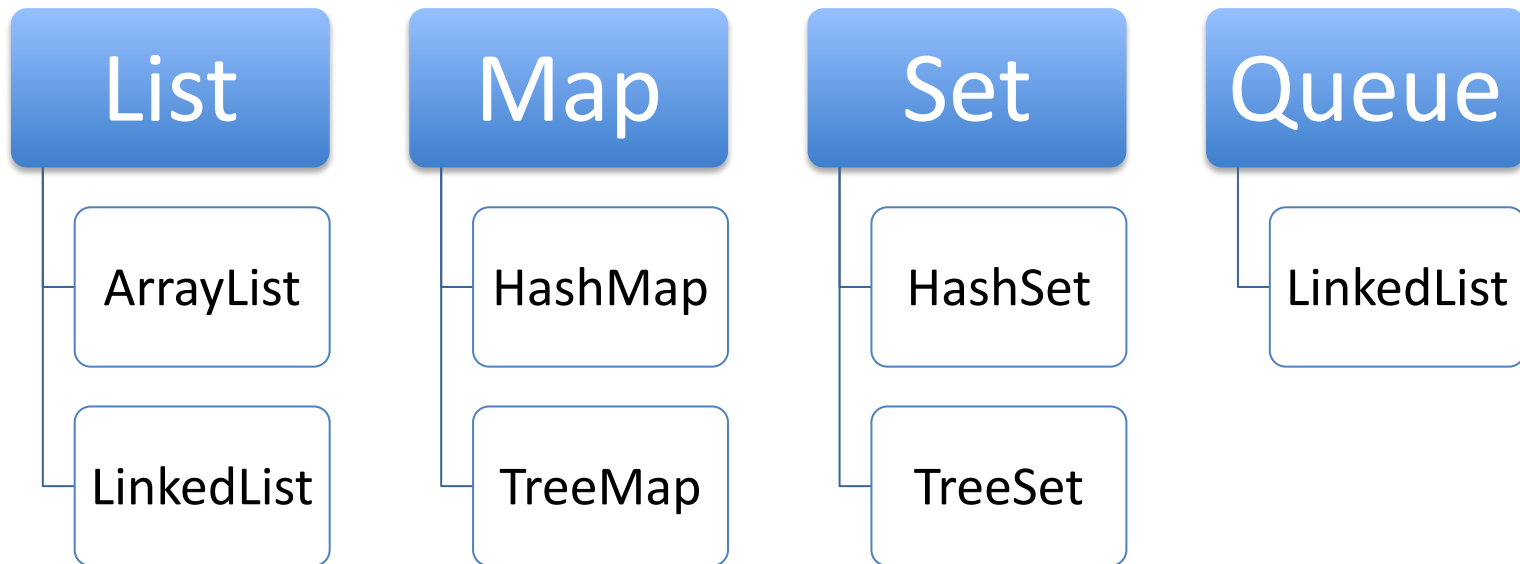 List
ArrayList
LinkedList
Map
HashMap
TreeMap
Set
HashSet
TreeSet
Queue
LinkedList